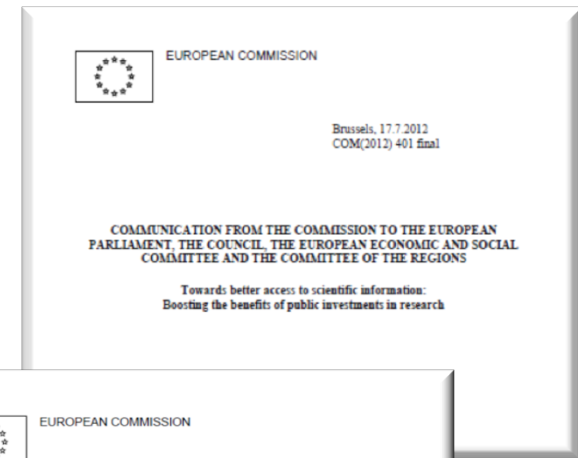 EUROPEAN COMMISSION
Brussels, 17.7.2012
COM(2012) 401 final
COMMUNICATION FROM THE COMMISSION TO THE EUROPEAN
PARLIAMENT, THE COUNCIL, THE EUROPEAN ECONOMIC AND SOCIAL
COMMITTEE AND THE COMMITTEE OF THE REGIONS
Towards better access to scientific information:
Boosting the benefits of public investments in research
EUROPEAN COMMISSION